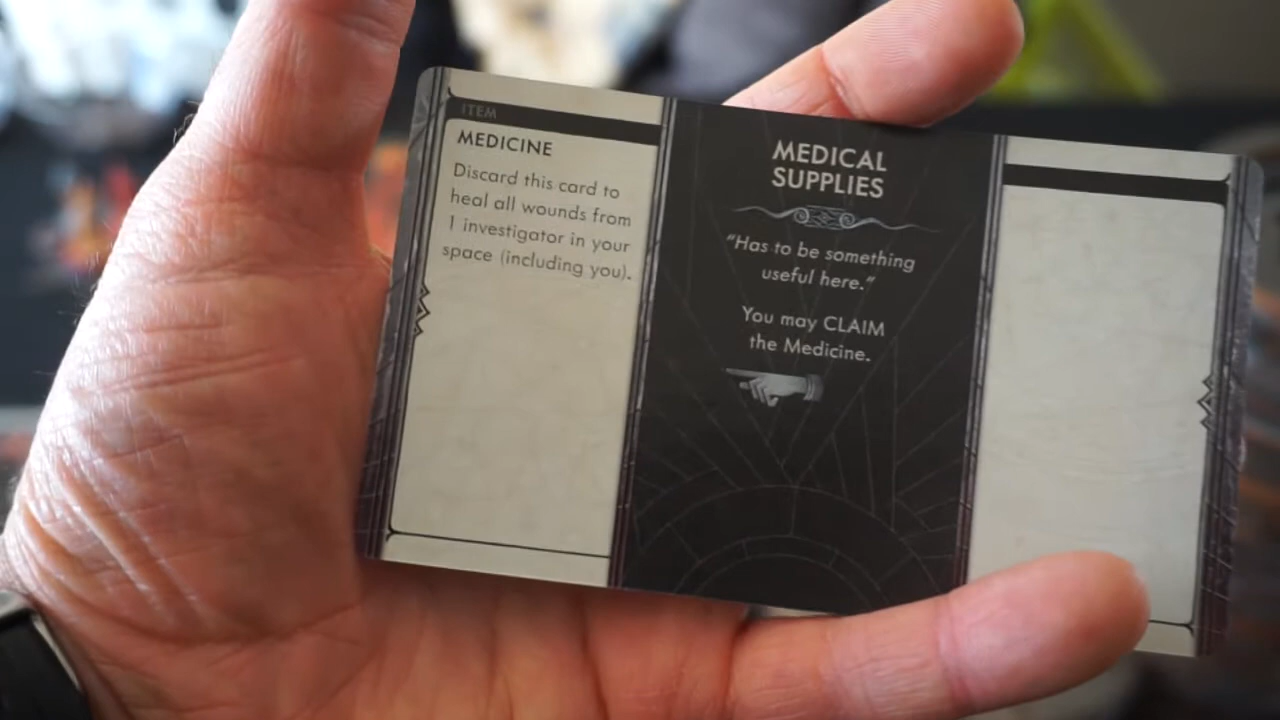 ITEM
MEDICINE
Discard this card to
heal all wounds from
1 investigator in your
space (including you).
MEDICAL
SUPPLIES
“Has to be something
useful here.”
You may CLAIM
the Medicine.